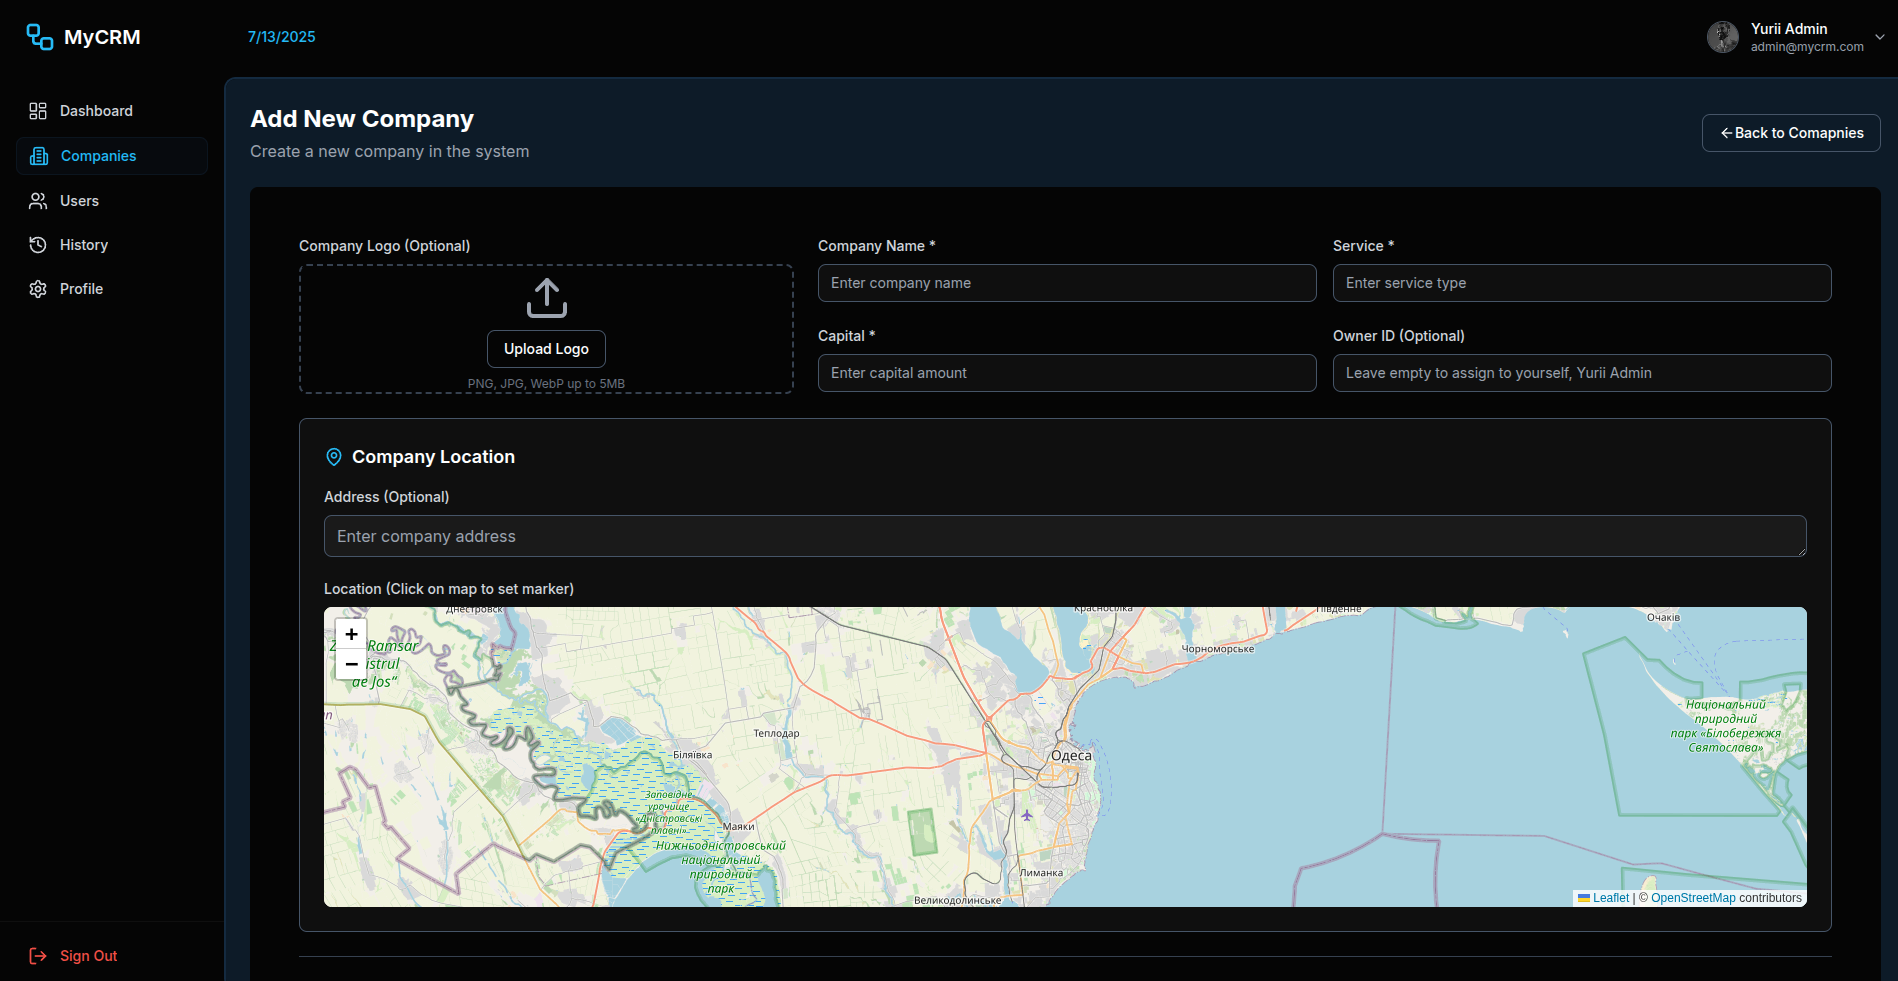 MyCRM
7/13/2025
Yurii Admin
admin@mycrm.com
Dashboard
Companies
Users
History
Profile
Sign Out
Add New Company
Create a new company in the system
Back to Comapnies
Company Logo (Optional)
Upload Logo
PNG, JPG, WebP up to 5MB
Company Name *
Enter company name
Service *
Enter service type
Capital *
Enter capital amount
Owner ID (Optional)
Leave empty to assign to yourself, Yurii Admin
Company Location
Address (Optional)
Enter company address
Location (Click on map to set marker)
+
−
Днестровск
Ramsar
de Jos“
Красносілка
Південне
Очаків
Чорноморське
Національний
природний
парк «Білобережжя
Святослава»
Теплодар
Біляївка
Одеса
Заповідне
урочище
«Дністровські
плавні»
Маяки
Нижньодністровський
національний
природний
парк
Лиманка
Великодолинське
Leaflet | © OpenStreetMap contributors